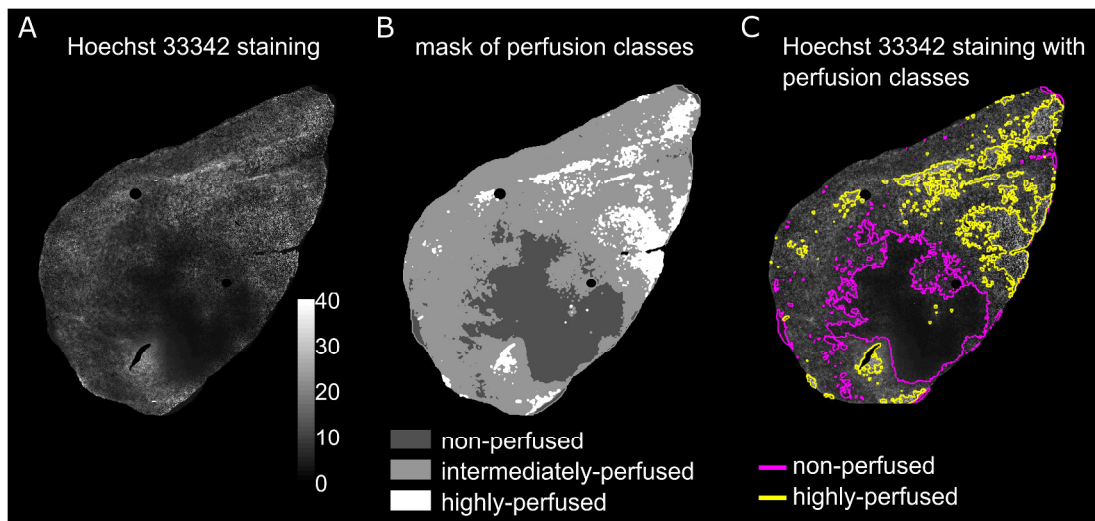 A
Hoechst 33342 staining
40
30
20
10
0
B
mask of perfusion classes
non-perfused
intermediately-perfused
highly-perfused
C
Hoechst 33342 staining with
perfusion classes
non-perfused
highly-perfused